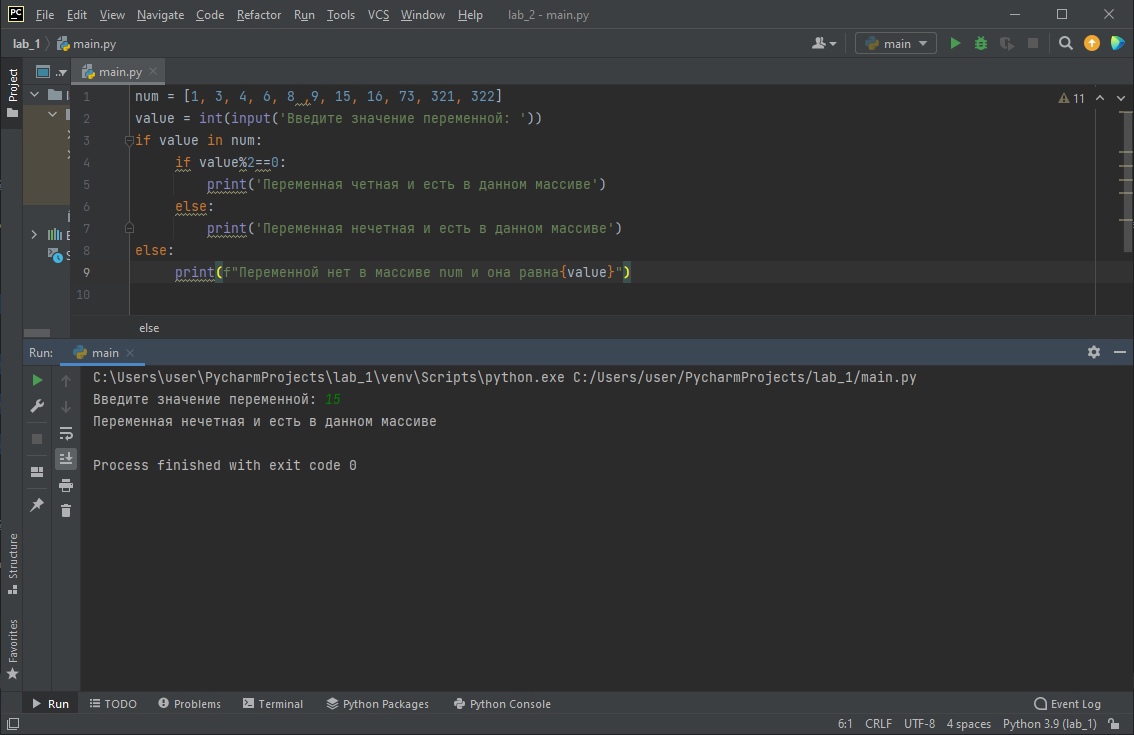 File Edit View Navigate Code Refactor Run Tools VCS Window Help lab_2 - main.py
lab_1 main.py main
Project .. main.py
1 num = [1, 3, 4, 6, 8 ,9, 15, 16, 73, 321, 322] 11
2 value = int(input('Введите значение переменной: '))
3 if value in num:
4 if value%2==0:
5 print('Переменная четная и есть в данном массиве')
6 else:
7 print('Переменная нечетная и есть в данном массиве')
8 else:
9 print(f"Переменной нет в массиве num и она равна{value}")
10
else
Run: main
C:\Users\user\PycharmProjects\lab_1\venv\Scripts\python.exe C:/Users/user/PycharmProjects/lab_1/main.py
Введите значение переменной: 15
Переменная нечетная и есть в данном массиве
Process finished with exit code 0
Structure
Favorites
Run TODO Problems Terminal Python Packages Python Console Event Log
6:1 CRLF UTF-8 4 spaces Python 3.9 (lab_1)